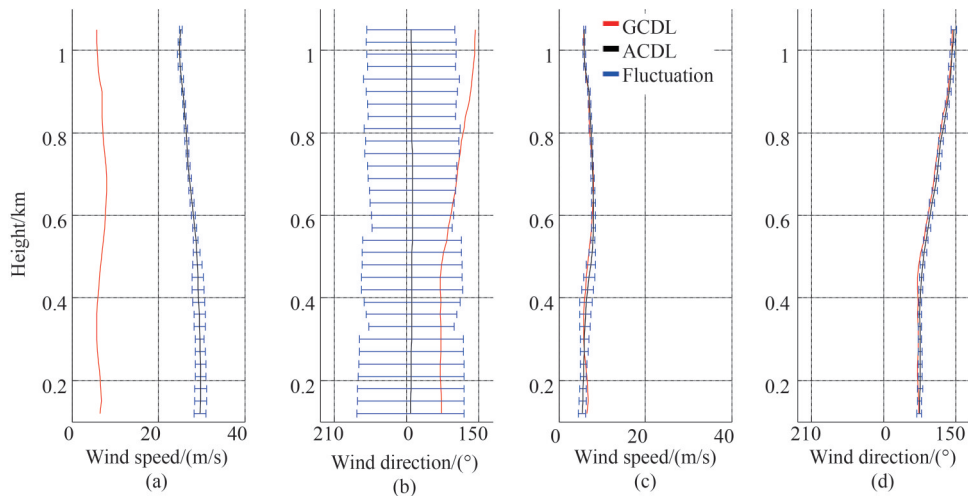 GCDL
ACDL
Fluctuation
Height/km
1
0.8
0.6
0.4
0.2
0 20 40
Wind speed/(m/s)
(a)
1
0.8
0.6
0.4
0.2
210 0 150
Wind direction/(°)
(b)
1
0.8
0.6
0.4
0.2
0 20 40
Wind speed/(m/s)
(c)
1
0.8
0.6
0.4
0.2
210 0 150
Wind direction/(°)
(d)